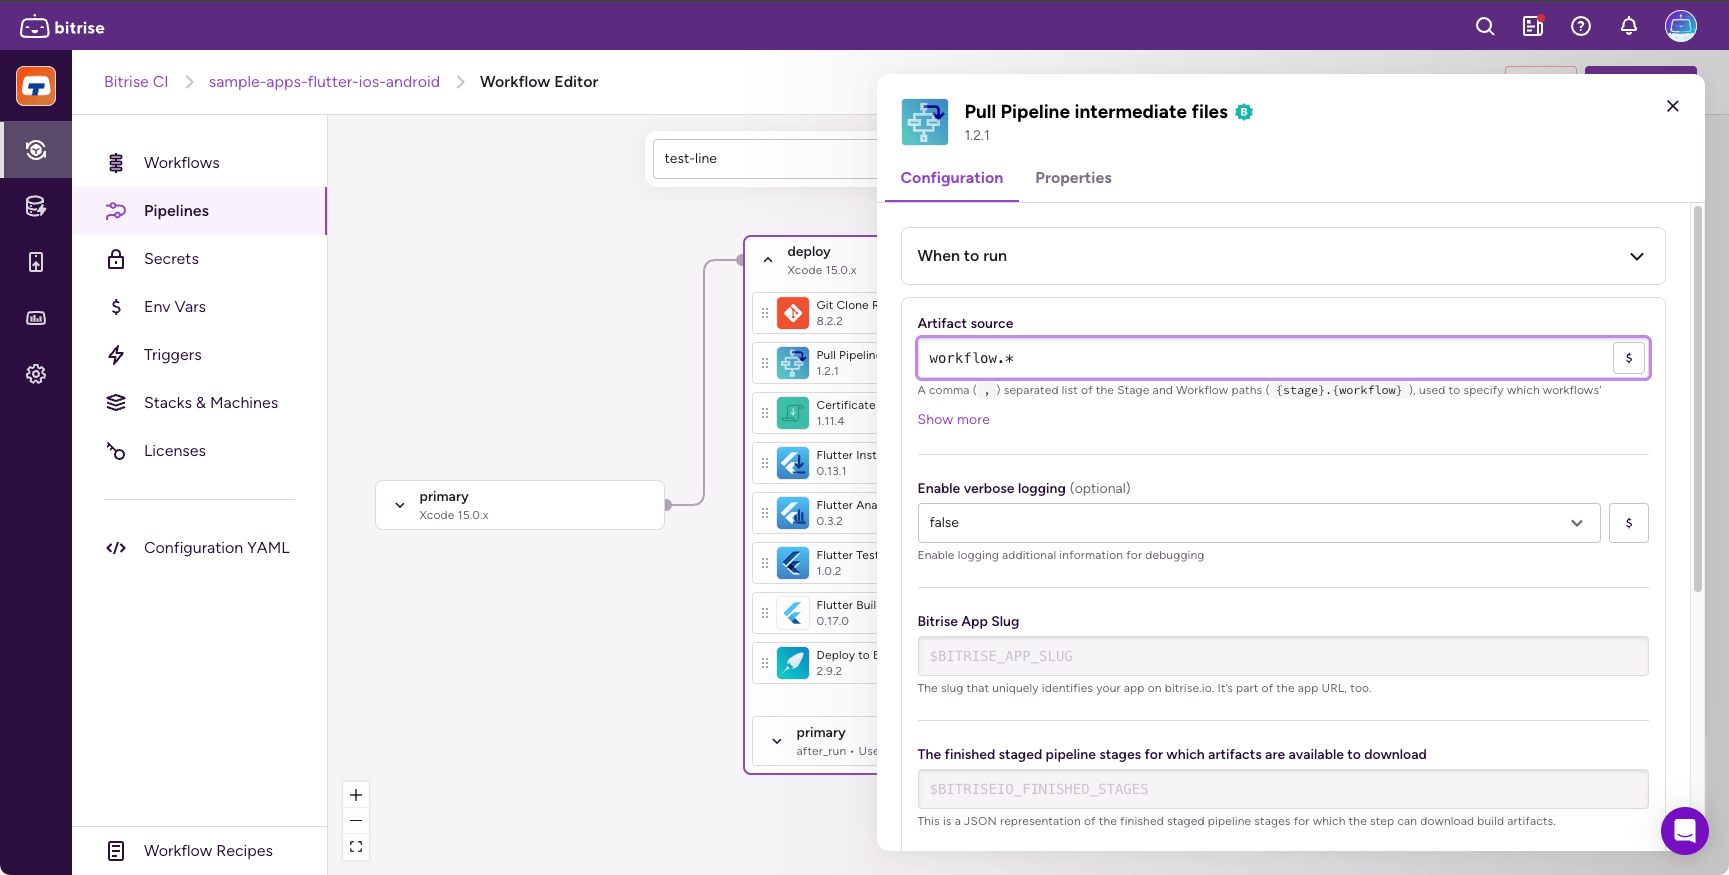 bitrise
Bitrise CI
sample-apps-flutter-ios-android
Workflow Editor
Workflows
Pipelines
Secrets
$ Env Vars
Triggers
Stacks & Machines
Licenses
</> Configuration YAML
Workflow Recipes
test-line
primary
Xcode 15.0.x
deploy
Xcode 15.0.x
Git Clone R
8.2.2
Pull Pipeline
1.2.1
Certificate
1.11.4
Flutter Inst
0.13.1
Flutter Ana
0.3.2
Flutter Test
1.0.2
Flutter Buil
0.17.0
Deploy to B
2.9.2
primary
after_run • Use
Pull Pipeline intermediate files
1.2.1
Configuration
Properties
When to run
Artifact source
workflow.*
$
A comma ( , ) separated list of the Stage and Workflow paths ( {stage}.{workflow} ), used to specify which workflows'
Show more
Enable verbose logging (optional)
false
$
Enable logging additional information for debugging
Bitrise App Slug
$BITRISE_APP_SLUG
The slug that uniquely identifies your app on bitrise.io. It's part of the app URL, too.
The finished staged pipeline stages for which artifacts are available to download
$BITRISEIO_FINISHED_STAGES
This is a JSON representation of the finished staged pipeline stages for which the step can download build artifacts.